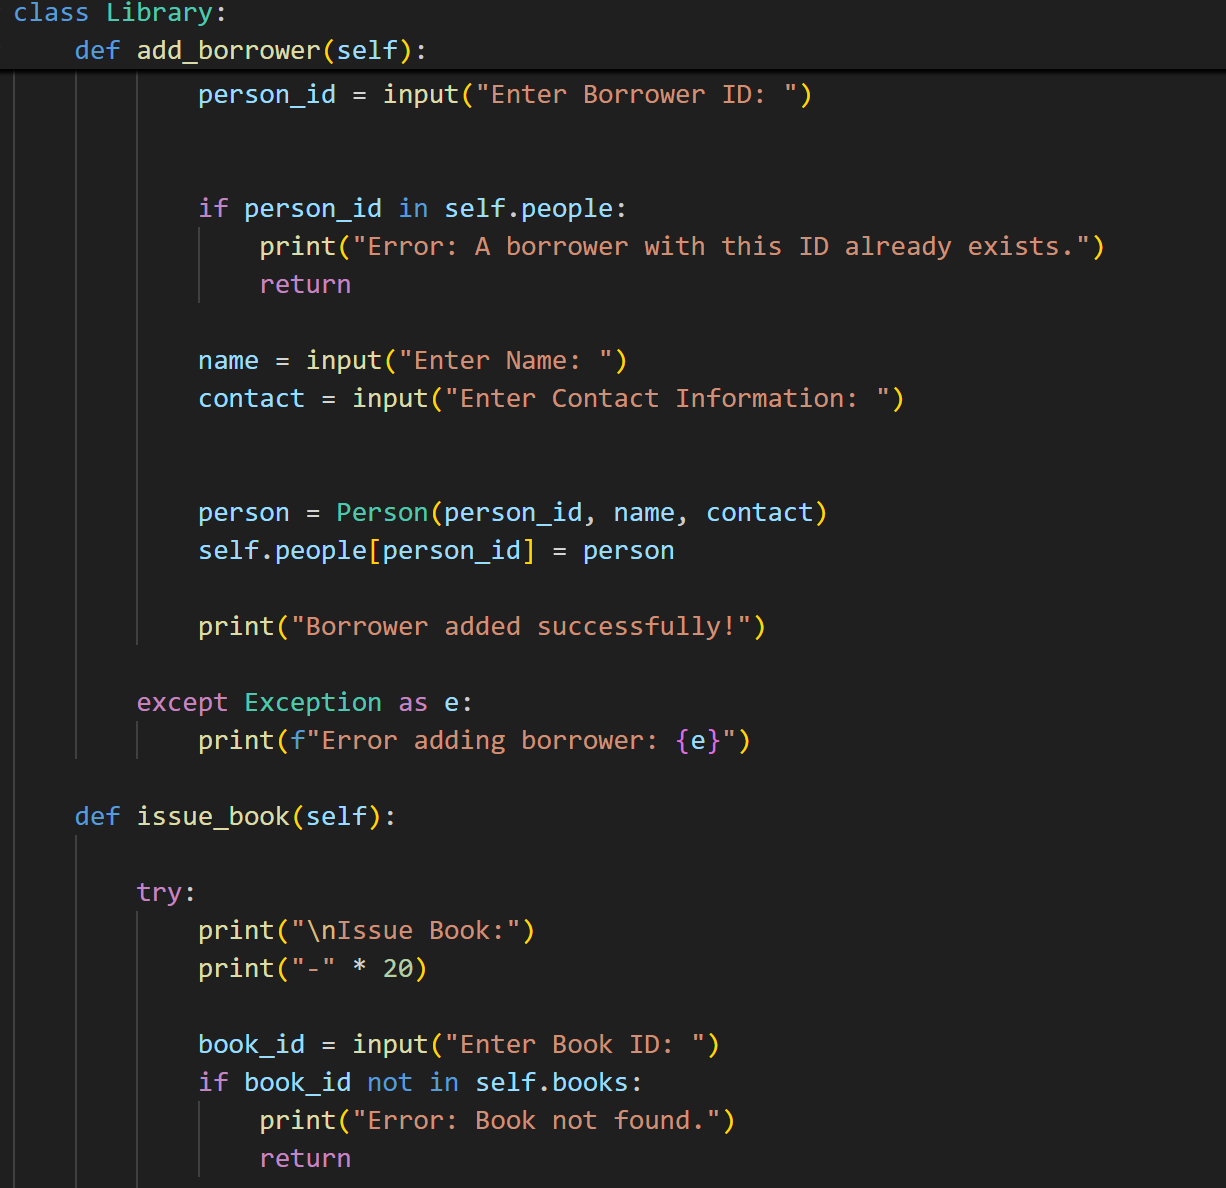 class Library:
    def add_borrower(self):
            person_id = input("Enter Borrower ID: ")
            if person_id in self.people:
                print("Error: A borrower with this ID already exists.")
                return
            name = input("Enter Name: ")
            contact = input("Enter Contact Information: ")
            person = Person(person_id, name, contact)
            self.people[person_id] = person
            print("Borrower added successfully!")
        except Exception as e:
            print(f"Error adding borrower: {e}")
    def issue_book(self):
        try:
            print("\nIssue Book:")
            print("-" * 20)
            book_id = input("Enter Book ID: ")
            if book_id not in self.books:
                print("Error: Book not found.")
                return